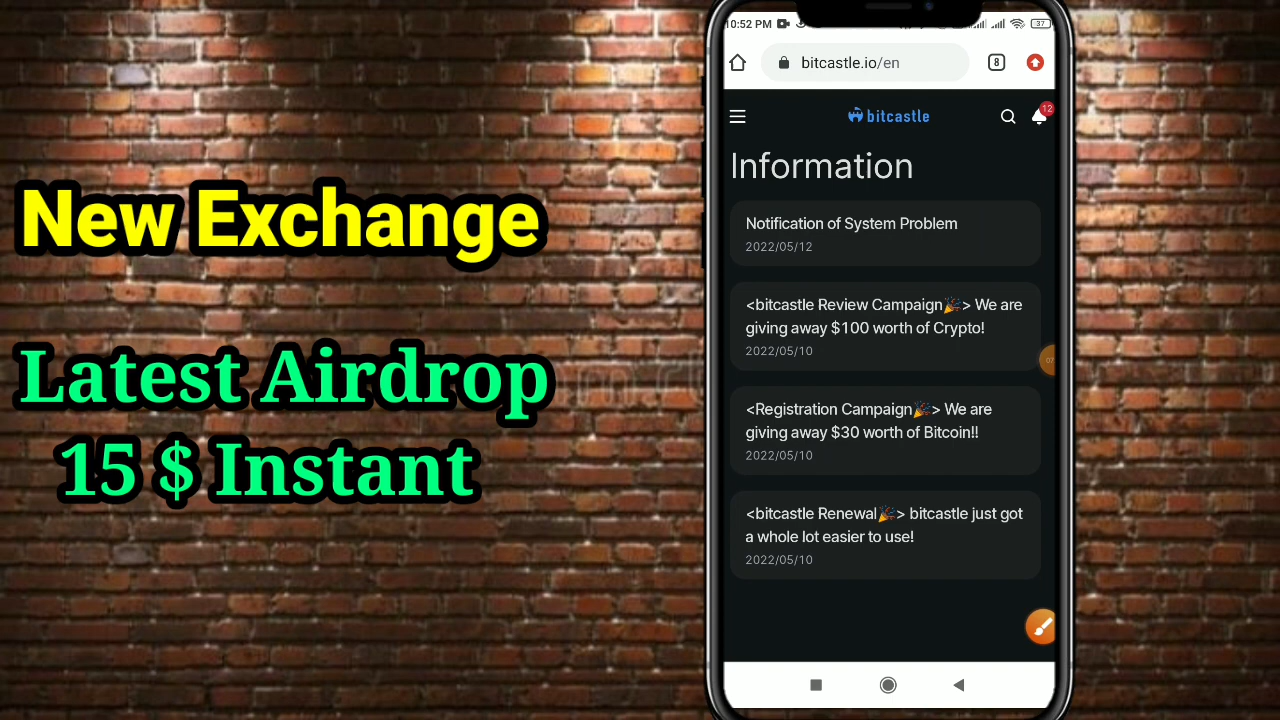 New Exchange
Latest Airdrop
15 $ Instant
0:52 PM
37
bitcastle.io/en
8
bitcastle
12
Information
Notification of System Problem
2022/05/12
<bitcastle Review Campaign🎉> We are
giving away $100 worth of Crypto!
2022/05/10
<Registration Campaign🎉> We are
giving away $30 worth of Bitcoin!!
2022/05/10
<bitcastle Renewal🎉> bitcastle just got
a whole lot easier to use!
2022/05/10